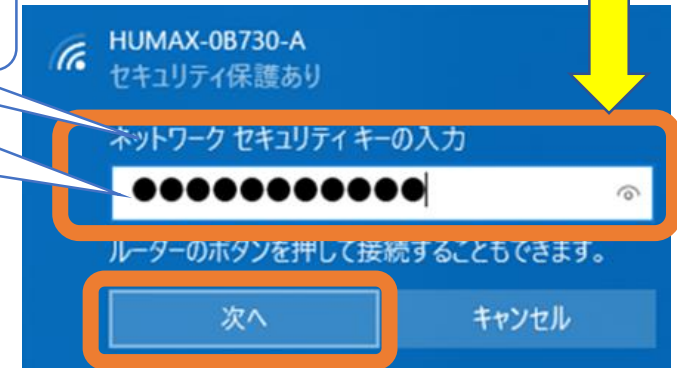 HUMAX-0B730-A
セキュリティ保護あり
ネットワーク セキュリティ キーの入力
●●●●●●●●●●●
ルーターのボタンを押して接続することもできます。
次へ
キャンセル